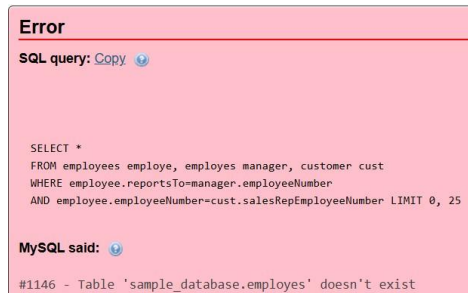 Error
SQL query: Copy
SELECT *
FROM employees employe, employes manager, customer cust
WHERE employee.reportsTo=manager.employeeNumber
AND employee.employeeNumber=cust.salesRepEmployeeNumber LIMIT 0, 25
MySQL said:
#1146 - Table 'sample_database.employes' doesn't exist